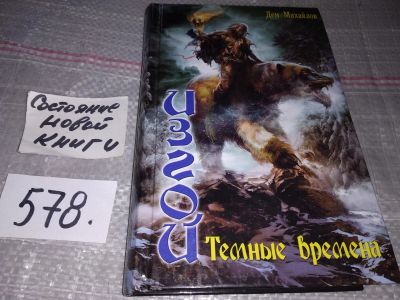 Дем Михайлов
ИЗГОЙ
Темные времена
Состояние
новой
книги
578.